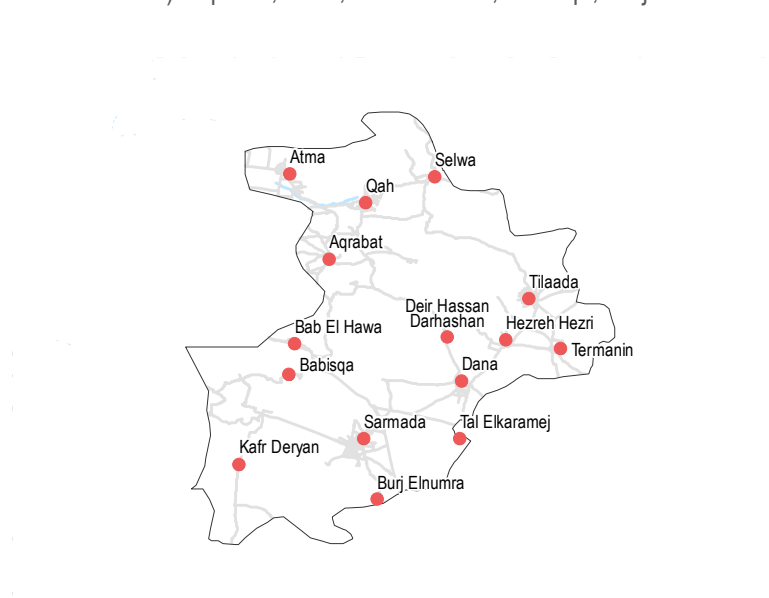 Atma
Selwa
Qah
Aqrabat
Tilaada
Deir Hassan
Darhashan
Hezreh Hezri
Bab El Hawa
Termanin
Babisqa
Dana
Sarmada
Tal Elkaramej
Kafr Deryan
Burj Elnumra